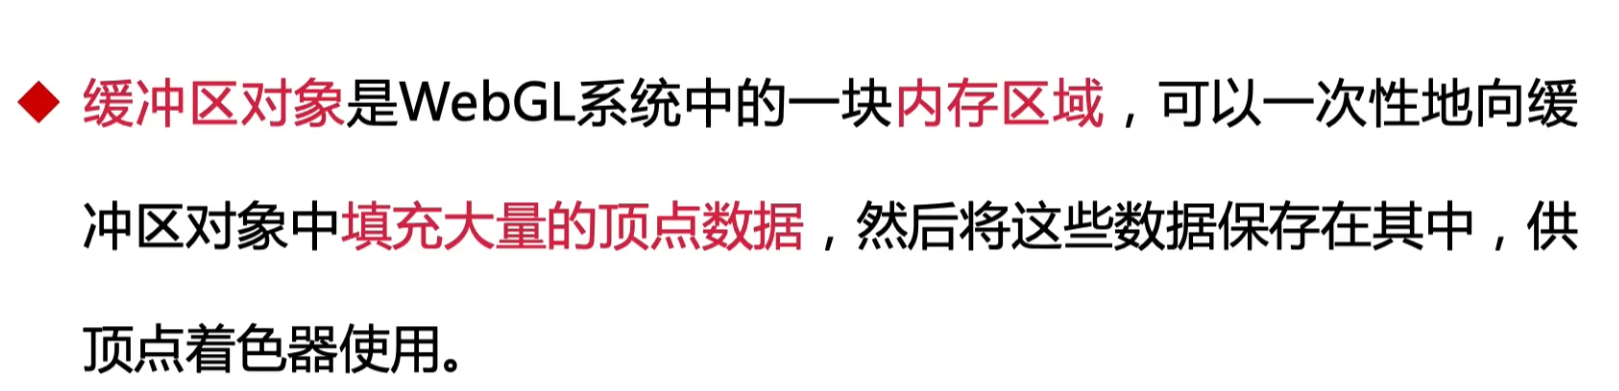 缓冲区对象是WebGL系统中的一块内存区域，可以一次性地向缓
冲区对象中填充大量的顶点数据，然后将这些数据保存在其中，供
顶点着色器使用。